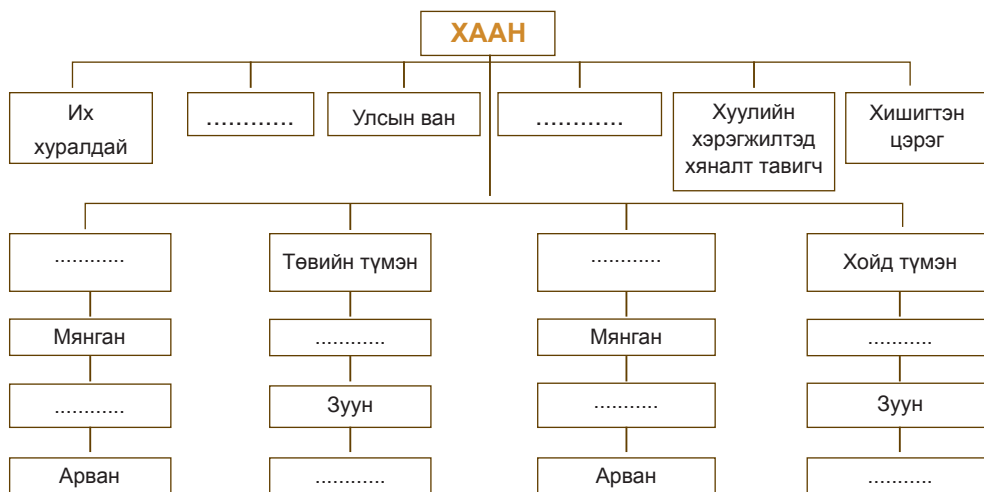 ХААН
Их
хуралдай
............
Улсын ван
............
Хуулийн
хэрэгжилтэд
хяналт тавигч
Хишигтэн
цэрэг
............
Төвийн түмэн
............
Хойд түмэн
Мянган
............
Мянган
...........
............
Зуун
...........
Зуун
Арван
............
Арван
...........